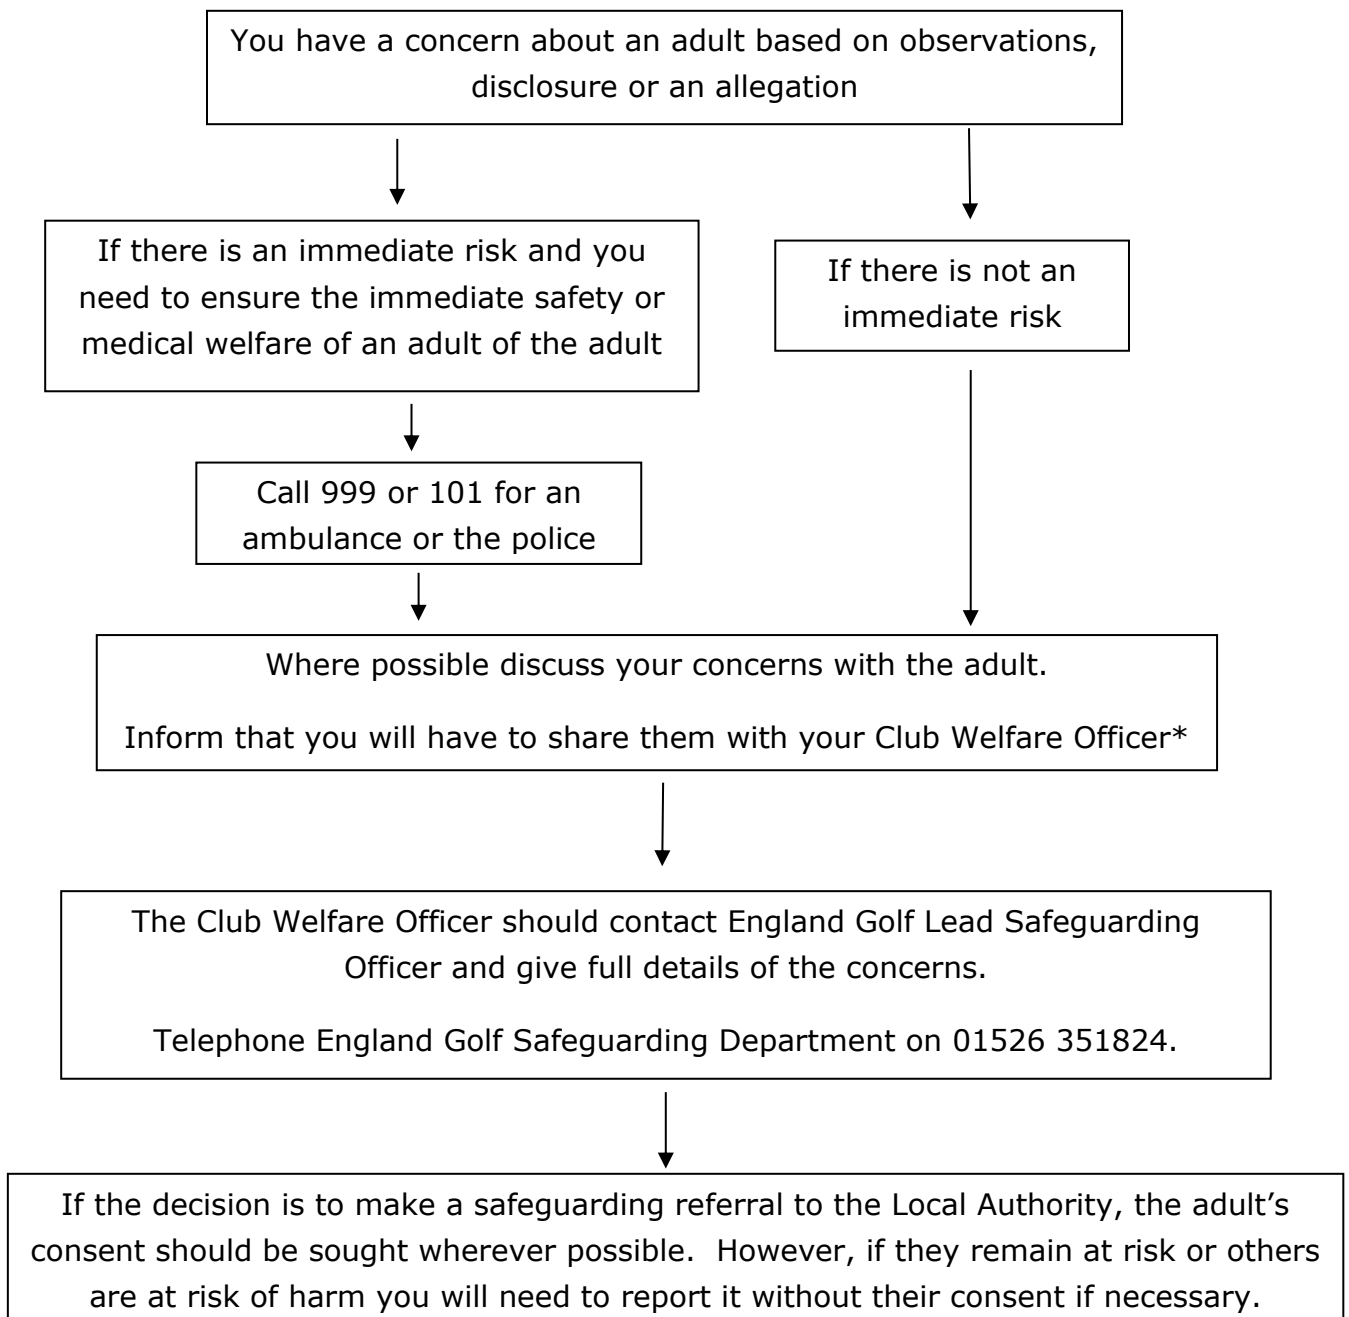 You have a concern about an adult based on observations,
disclosure or an allegation
If there is an immediate risk and you
need to ensure the immediate safety or
medical welfare of an adult of the adult
If there is not an
immediate risk
Call 999 or 101 for an
ambulance or the police
Where possible discuss your concerns with the adult.
Inform that you will have to share them with your Club Welfare Officer*
The Club Welfare Officer should contact England Golf Lead Safeguarding
Officer and give full details of the concerns.
Telephone England Golf Safeguarding Department on 01526 351824.
If the decision is to make a safeguarding referral to the Local Authority, the adult’s
consent should be sought wherever possible.  However, if they remain at risk or others
are at risk of harm you will need to report it without their consent if necessary.